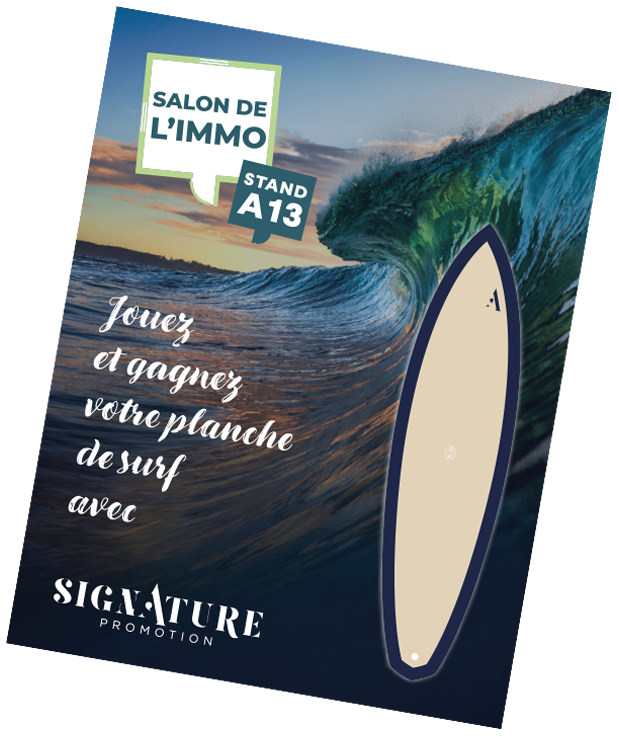 SALON DE
L'IMMO
STAND
A13
Jouez
et gagnez
votre planche
de surf
avec
SIGNATURE
PROMOTION